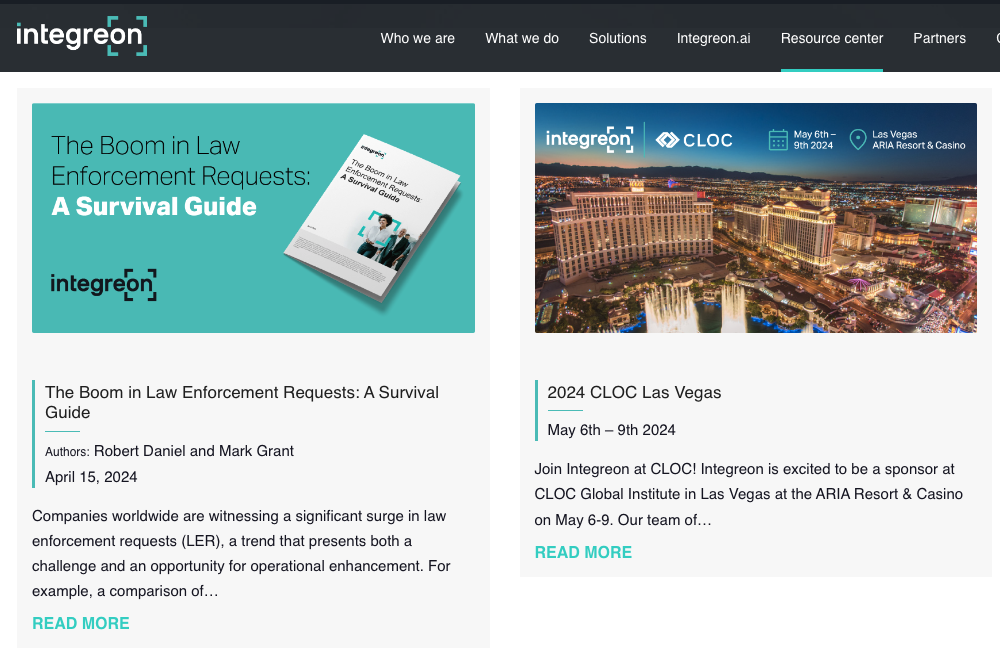 integreon
Who we are What we do Solutions Integreon.ai Resource center Partners
The Boom in Law
Enforcement Requests:
A Survival Guide
integreon
integreon
The Boom in Law
Enforcement Requests:
A Survival Guide
The Boom in Law Enforcement Requests: A Survival
Guide
Authors: Robert Daniel and Mark Grant
April 15, 2024
Companies worldwide are witnessing a significant surge in law
enforcement requests (LER), a trend that presents both a
challenge and an opportunity for operational enhancement. For
example, a comparison of…
READ MORE
integreon CLOC
May 6th –
9th 2024
Las Vegas
ARIA Resort & Casino
2024 CLOC Las Vegas
May 6th – 9th 2024
Join Integreon at CLOC! Integreon is excited to be a sponsor at
CLOC Global Institute in Las Vegas at the ARIA Resort & Casino
on May 6-9. Our team of…
READ MORE